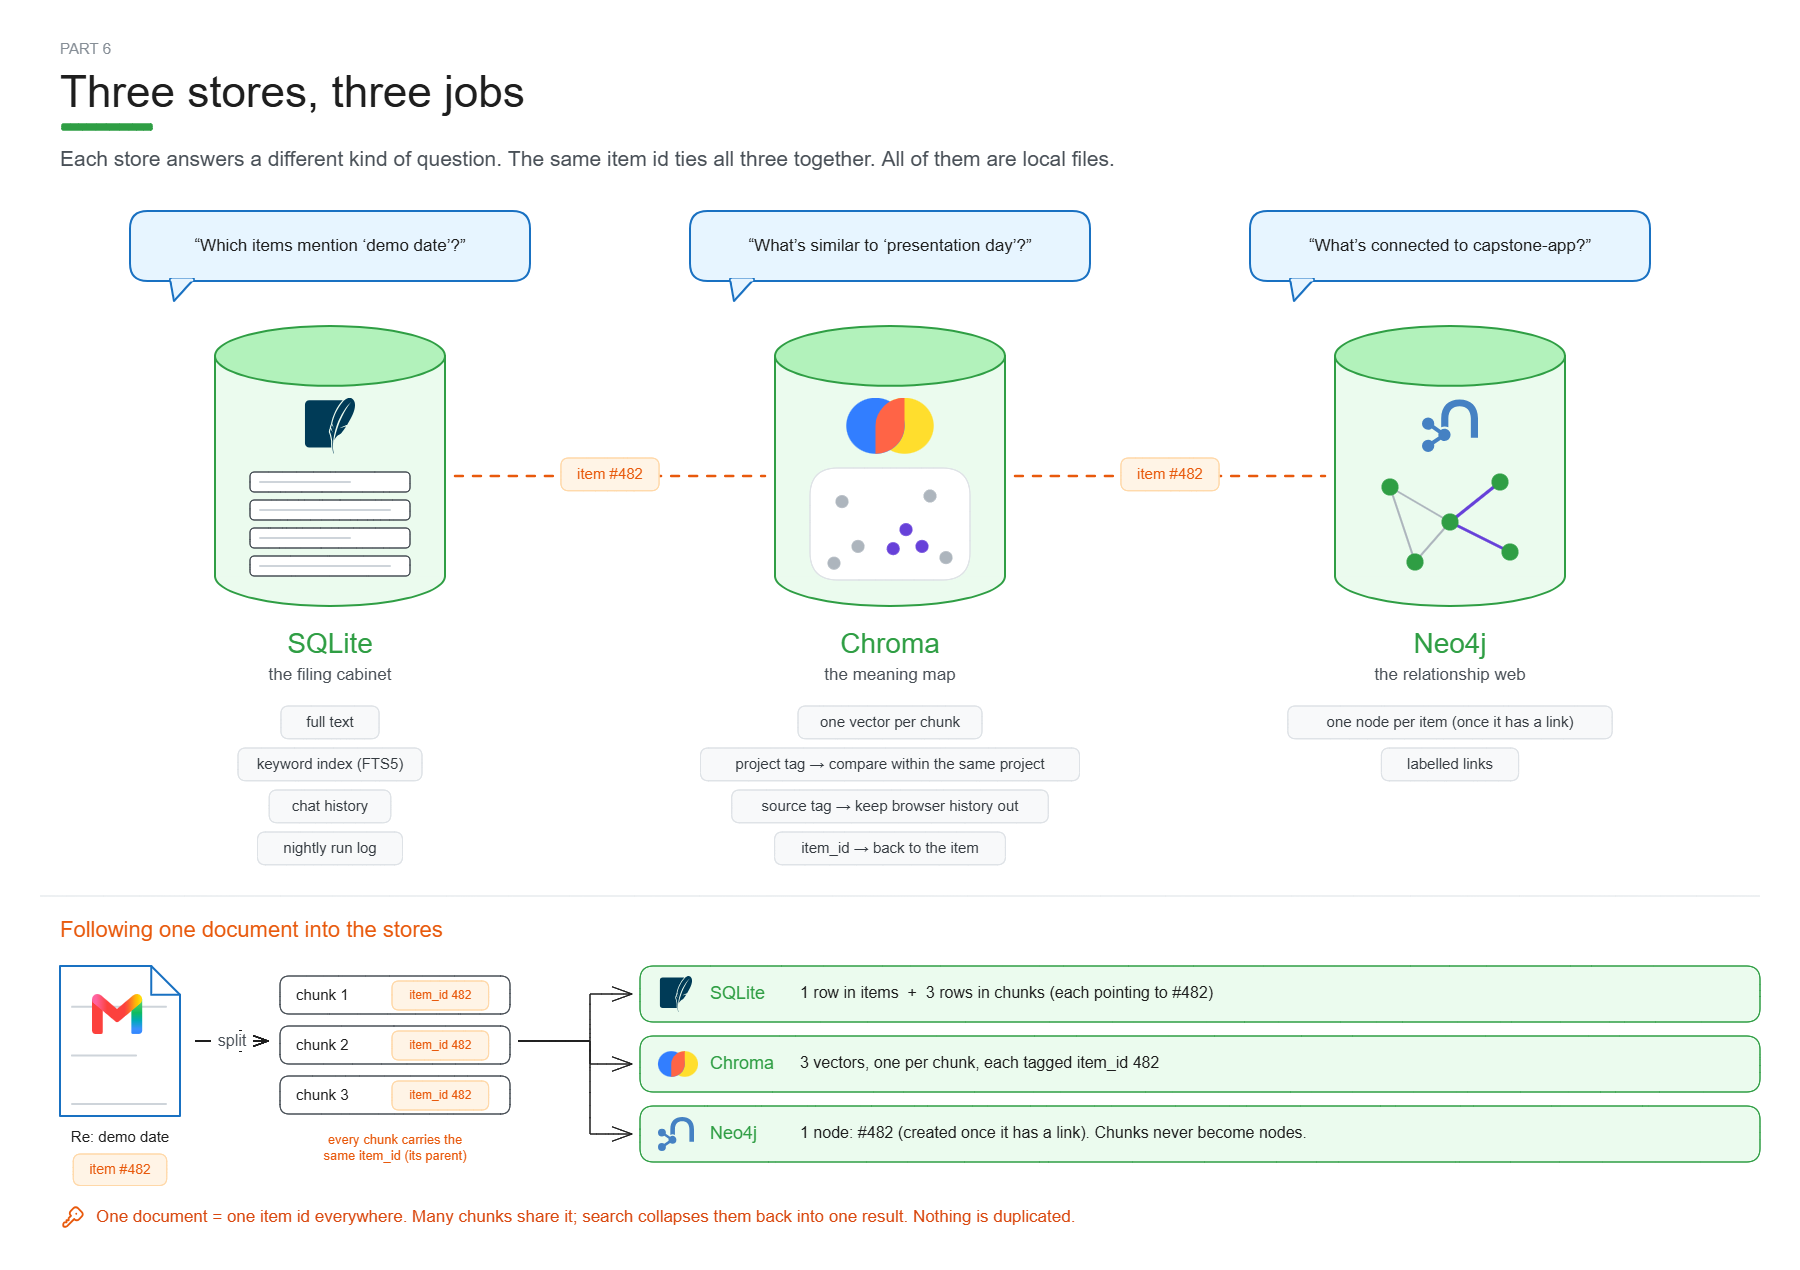 PART 6
Three stores, three jobs
Each store answers a different kind of question. The same item id ties all three together. All of them are local files.
“Which items mention ‘demo date’?”
“What’s similar to ‘presentation day’?”
“What’s connected to capstone-app?”
item #482
item #482
SQLite
the filing cabinet
full text
keyword index (FTS5)
chat history
nightly run log
Chroma
the meaning map
one vector per chunk
project tag → compare within the same project
source tag → keep browser history out
item_id → back to the item
Neo4j
the relationship web
one node per item (once it has a link)
labelled links
Following one document into the stores
Re: demo date
item #482
split
chunk 1 item_id 482
chunk 2 item_id 482
chunk 3 item_id 482
every chunk carries the
same item_id (its parent)
SQLite 1 row in items + 3 rows in chunks (each pointing to #482)
Chroma 3 vectors, one per chunk, each tagged item_id 482
Neo4j 1 node: #482 (created once it has a link). Chunks never become nodes.
One document = one item id everywhere. Many chunks share it; search collapses them back into one result. Nothing is duplicated.